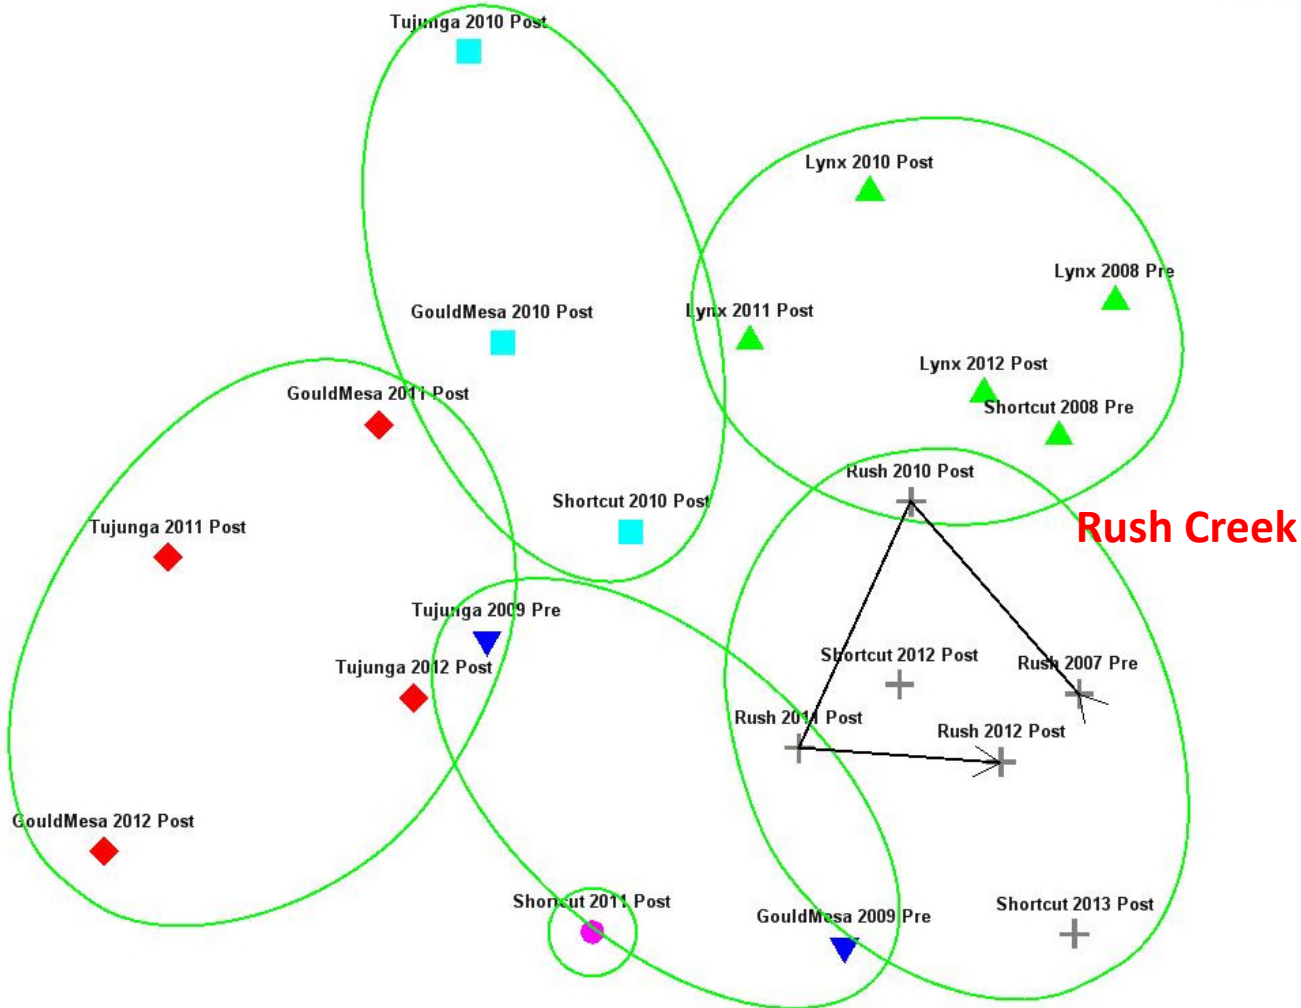 Tujunga 2010 Post
Lynx 2010 Post
Lynx 2008 Pre
GouldMesa 2010 Post
Lynx 2011 Post
Lynx 2012 Post
GouldMesa 2011 Post
Shortcut 2008 Pre
Rush 2010 Post
Shortcut 2010 Post
Tujunga 2011 Post
Rush Creek
Tujunga 2009 Pre
Shortcut 2012 Post
Rush 2007 Pre
Tujunga 2012 Post
Rush 2011 Post
Rush 2012 Post
GouldMesa 2012 Post
Shortcut 2011 Post
Shortcut 2013 Post
GouldMesa 2009 Pre